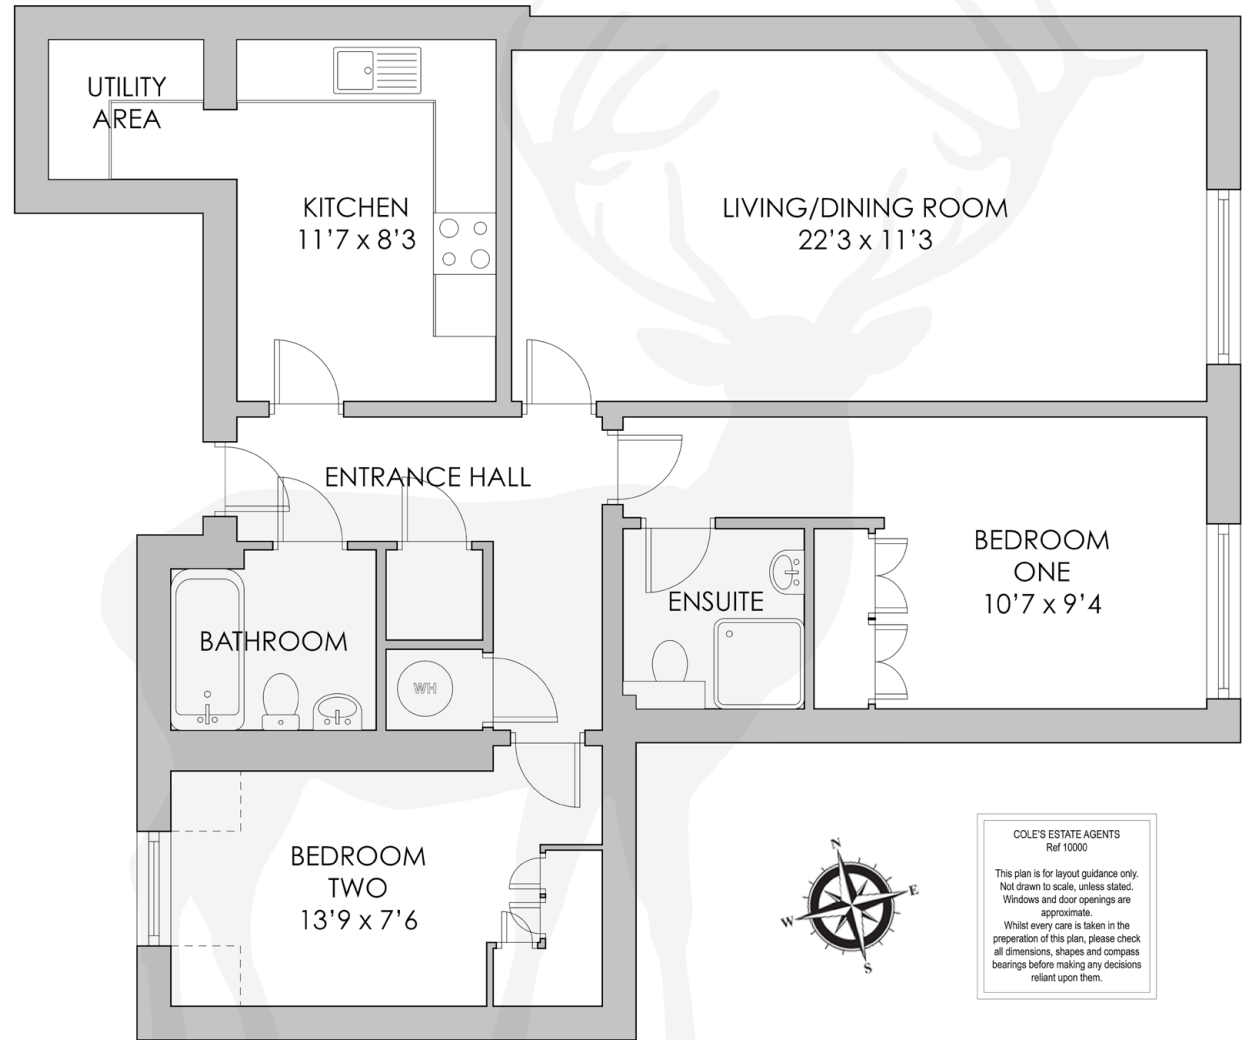 UTILITY
AREA
KITCHEN
11'7 x 8'3
LIVING/DINING ROOM
22'3 x 11'3
ENTRANCE HALL
BEDROOM
ONE
10'7 x 9'4
ENSUITE
BATHROOM
WH
BEDROOM
TWO
13'9 x 7'6
N
E
W
S
COLE'S ESTATE AGENTS
Ref 10000
This plan is for layout guidance only.
Not drawn to scale, unless stated.
Windows and door openings are
approximate.
Whilst every care is taken in the
preperation of this plan, please check
all dimensions, shapes and compass
bearings before making any decisions
reliant upon them.